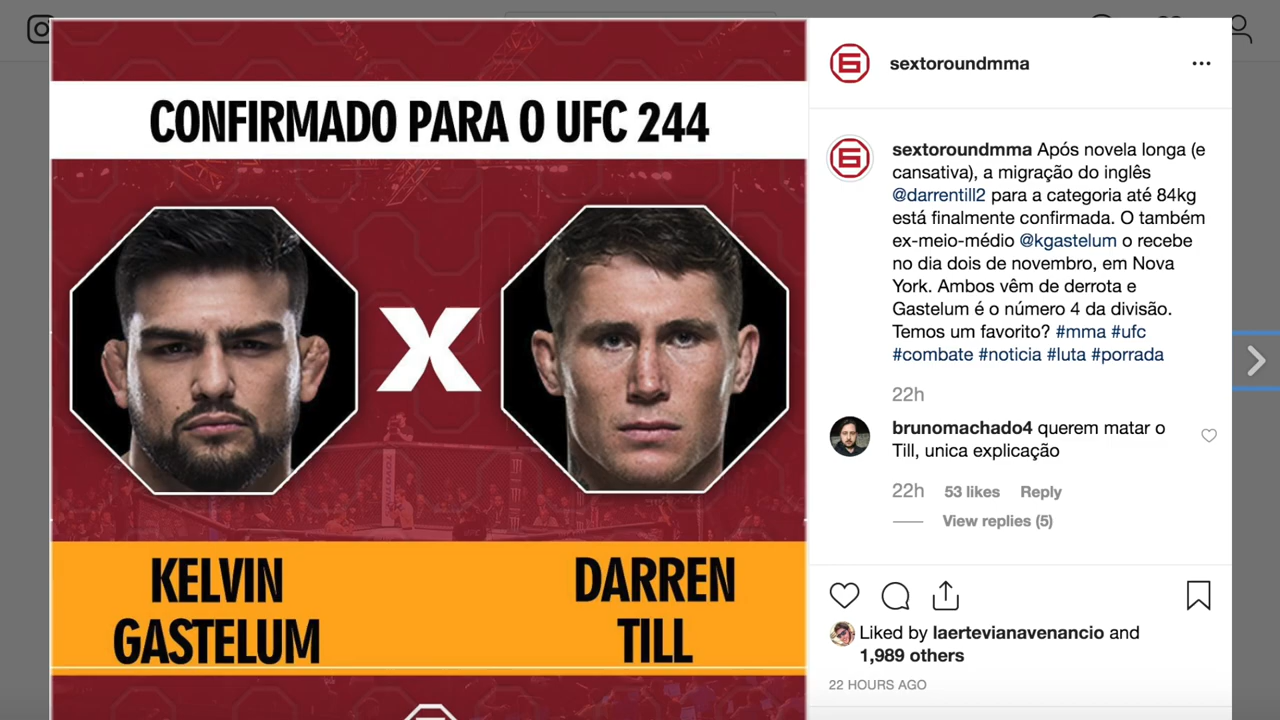 CONFIRMADO PARA O UFC 244
X
KELVIN
GASTELUM
DARREN
TILL
sextoroundmma
sextoroundmma Após novela longa (e
cansativa), a migração do inglês
@darrentill2 para a categoria até 84kg
está finalmente confirmada. O também
ex-meio-médio @kgastelum o recebe
no dia dois de novembro, em Nova
York. Ambos vêm de derrota e
Gastelum é o número 4 da divisão.
Temos um favorito? #mma #ufc
#combate #noticia #luta #porrada
22h
brunomachado4 querem matar o
Till, unica explicação
22h 53 likes Reply
View replies (5)
Liked by laertevianavenancio and
1,989 others
22 HOURS AGO